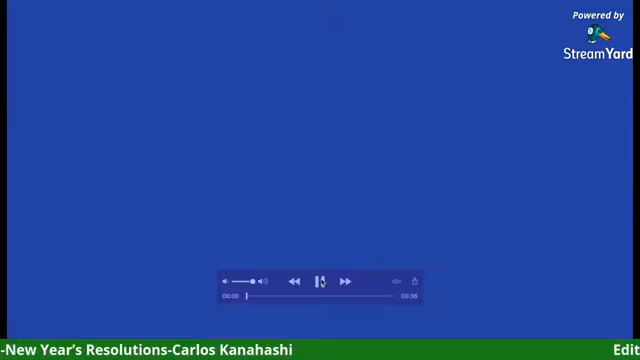 Powered by
StreamYard
00:00
00:36
-New Year's Resolutions-Carlos Kanahashi
Edit